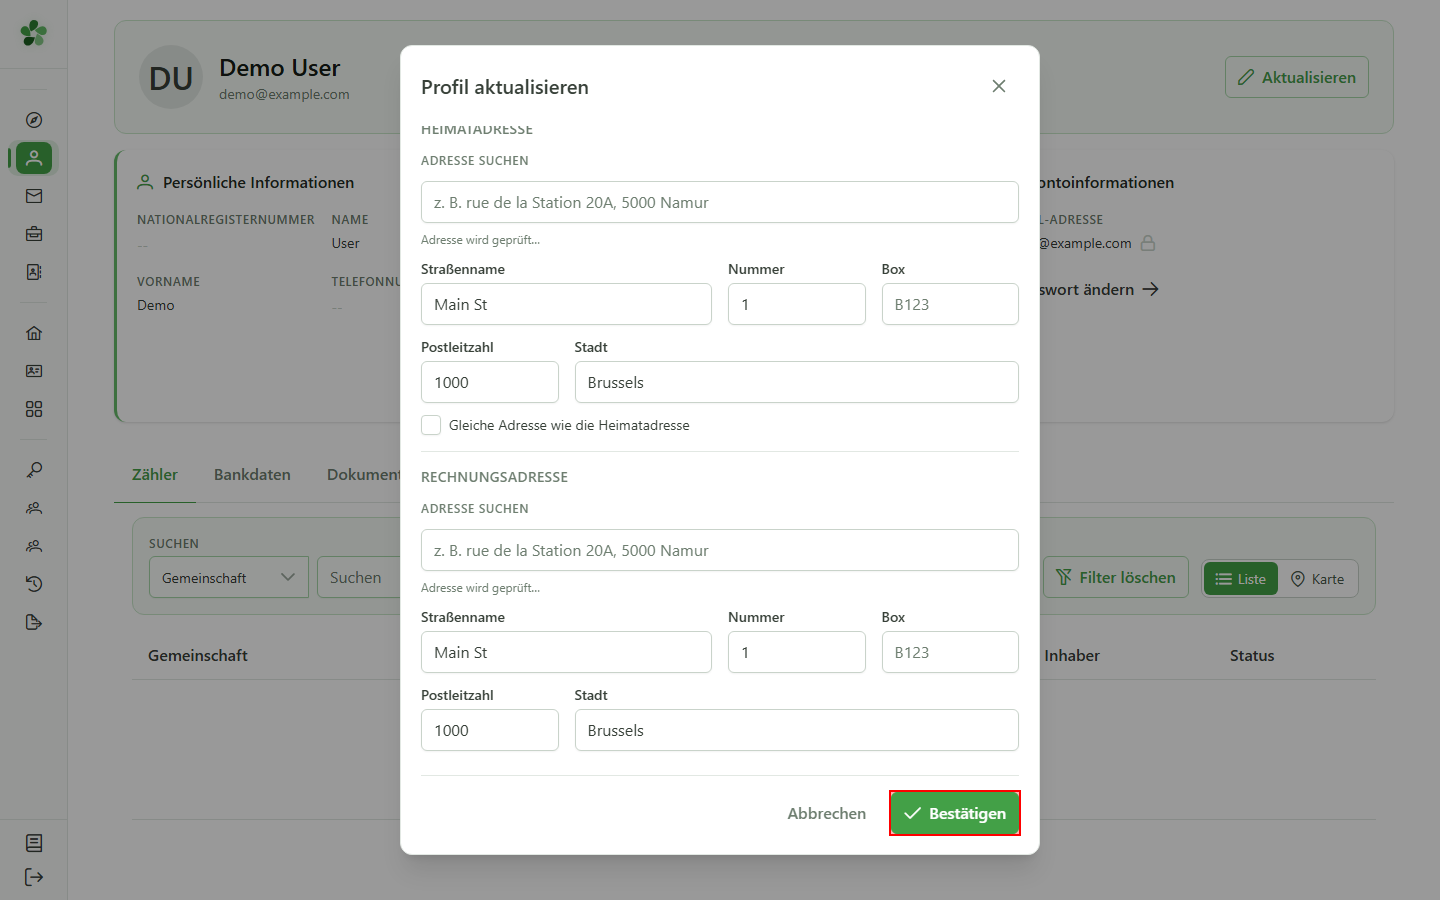 DU
Demo User
demo@example.com
Aktualisieren
Persönliche Informationen
NATIONALREGISTERNUMMER
NAME
--
User
VORNAME
TELEFONNU
Demo
--
ontoinformationen
L-ADRESSE
@example.com
swort ändern
Zähler
Bankdaten
Dokument
SUCHEN
Gemeinschaft
Suchen
Filter löschen
Liste
Karte
Gemeinschaft
Inhaber
Status
Profil aktualisieren
HEIMATADRESSE
ADRESSE SUCHEN
z. B. rue de la Station 20A, 5000 Namur
Adresse wird geprüft...
Straßenname
Nummer
Box
Main St
1
B123
Postleitzahl
Stadt
1000
Brussels
Gleiche Adresse wie die Heimatadresse
RECHNUNGSADRESSE
ADRESSE SUCHEN
z. B. rue de la Station 20A, 5000 Namur
Adresse wird geprüft...
Straßenname
Nummer
Box
Main St
1
B123
Postleitzahl
Stadt
1000
Brussels
Abbrechen
Bestätigen